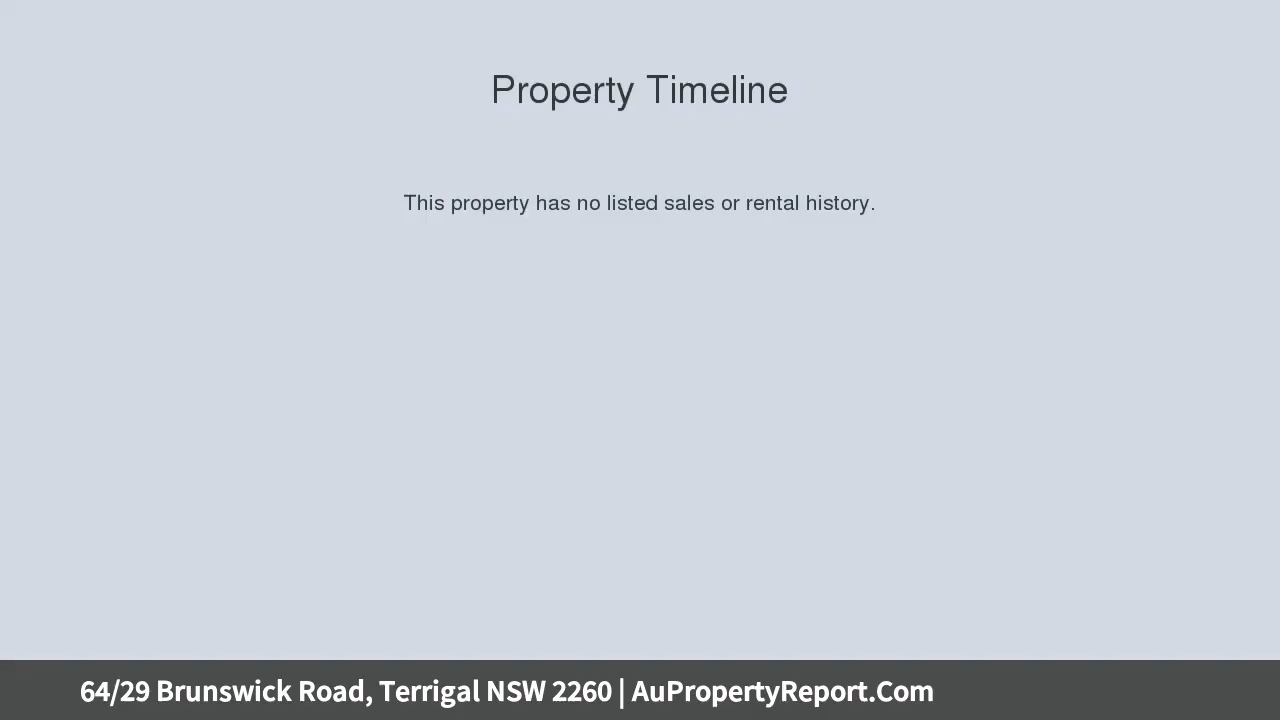 Property Timeline
This property has no listed sales or rental history.
64/29 Brunswick Road, Terrigal NSW 2260 | AuPropertyReport.Com